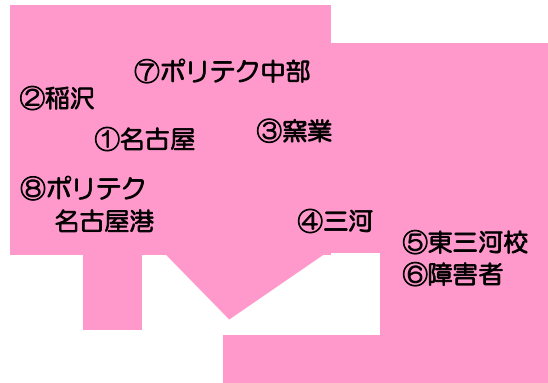 ⑦ポリテク中部
②稲沢
①名古屋
③窯業
⑧ポリテク
名古屋港
④三河
⑤東三河校
⑥障害者